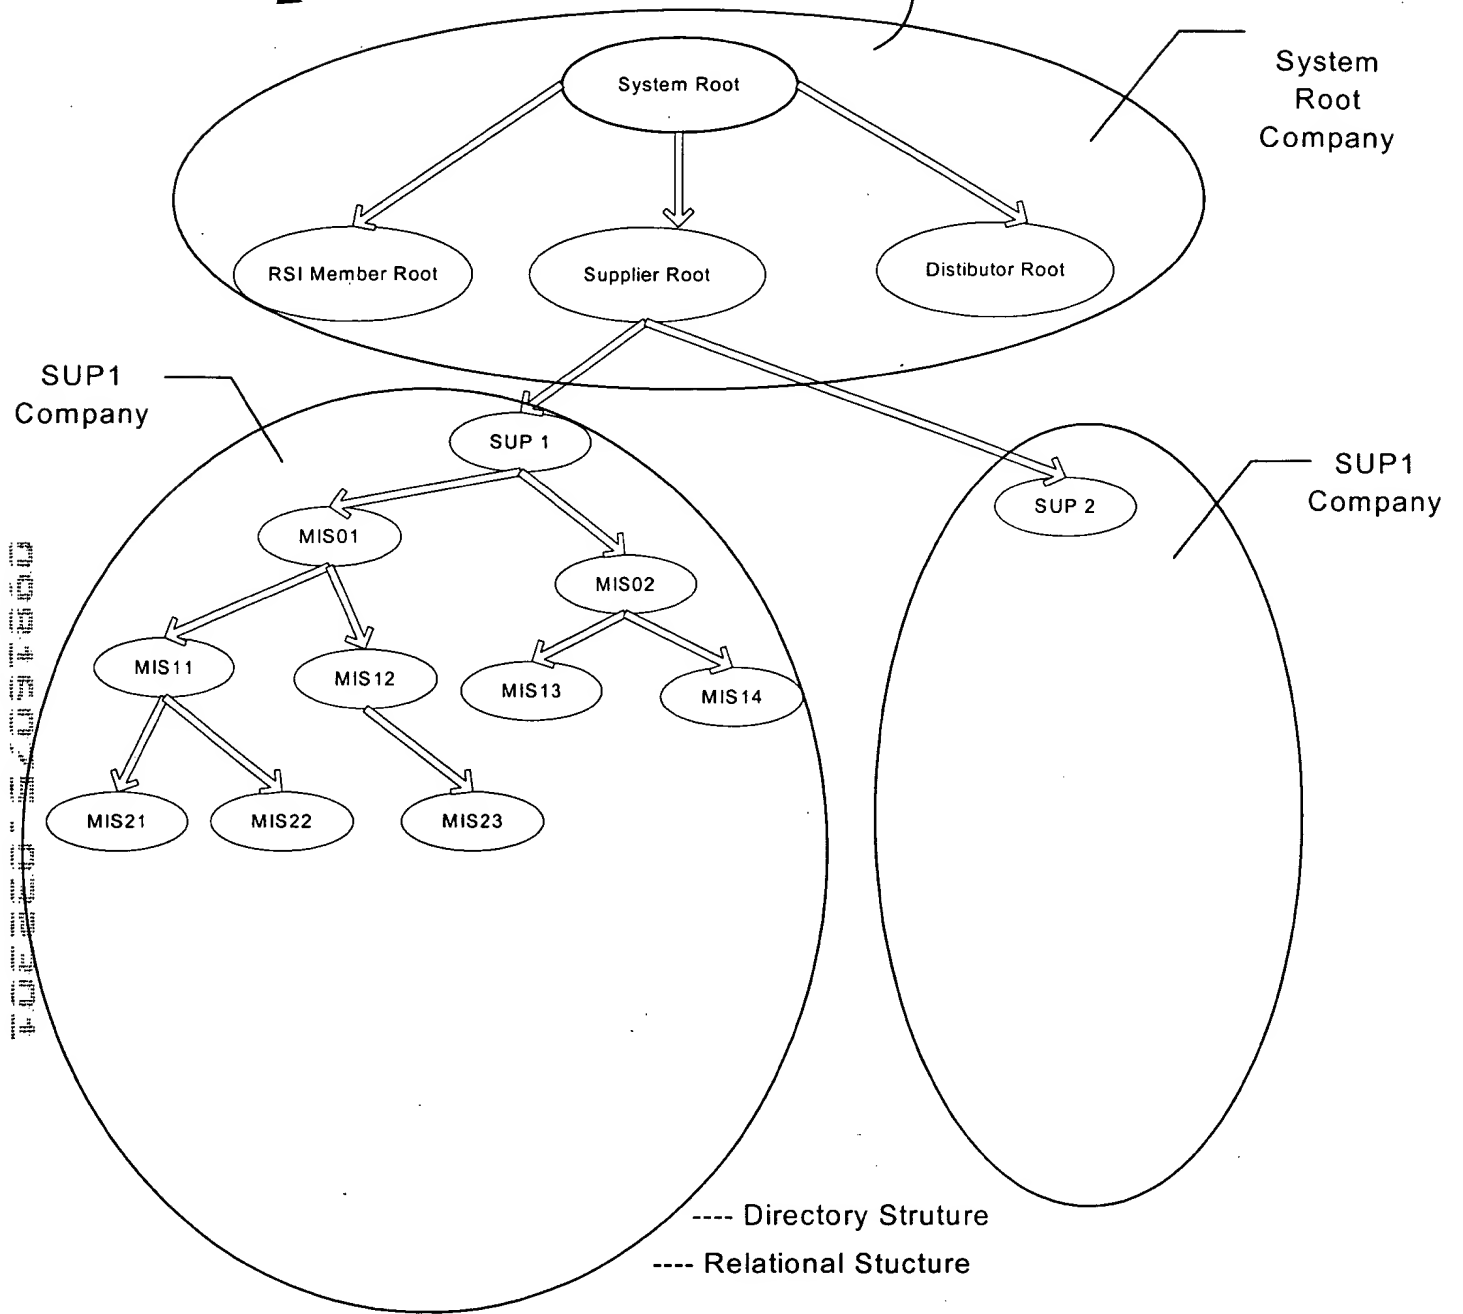 System Root
System
Root
Company
RSI Member Root
Supplier Root
Distibutor Root
SUP1
Company
SUP 1
SUP1
Company
SUP 2
MIS01
MIS02
MIS11
MIS12
MIS13
MIS14
MIS21
MIS22
MIS23
---- Directory Struture
---- Relational Stucture